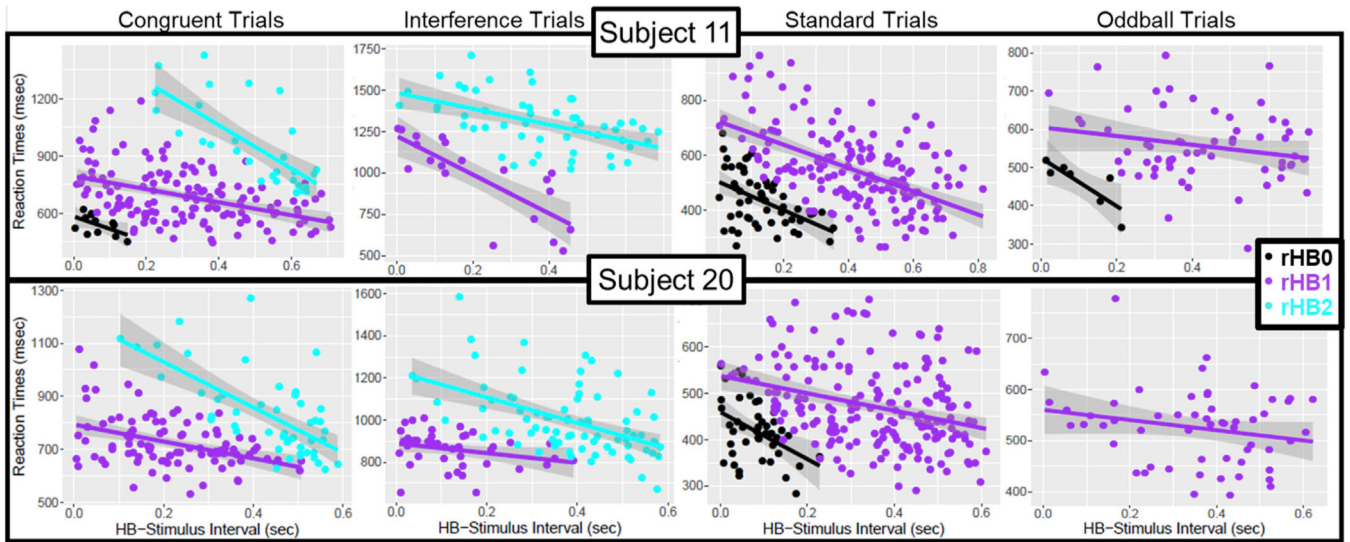 Congruent Trials Interference Trials Standard Trials Oddball Trials
Subject 11
Reaction Times (msec)
1200
900
600
0.0 0.2 0.4 0.6
1750
1500
1250
1000
750
500
0.0 0.2 0.4
800
600
400
0.0 0.2 0.4 0.6 0.8
800
700
600
500
400
300
0.0 0.2 0.4
rHB0
rHB1
rHB2
Subject 20
Reaction Times (msec)
1300
1100
900
700
500
0.0 0.2 0.4 0.6
HB-Stimulus Interval (sec)
1600
1400
1200
1000
800
0.0 0.2 0.4 0.6
HB-Stimulus Interval (sec)
700
600
500
400
300
0.0 0.2 0.4 0.6
HB-Stimulus Interval (sec)
700
600
500
400
0.0 0.2 0.4 0.6
HB-Stimulus Interval (sec)